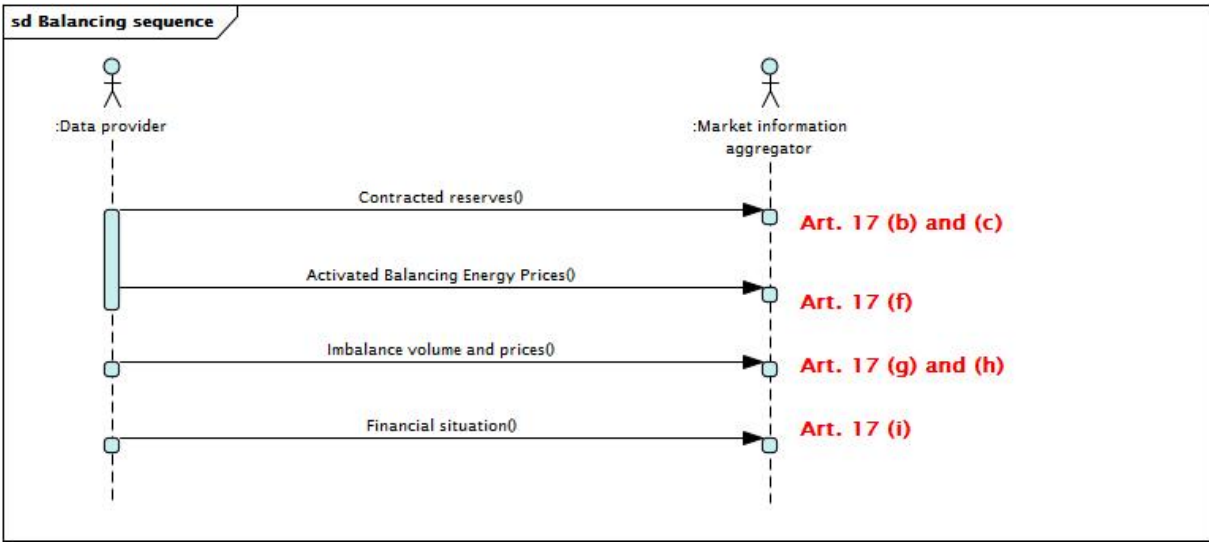 sd Balancing sequence
:Data provider
:Market information
aggregator
Contracted reserves()
Art. 17 (b) and (c)
Activated Balancing Energy Prices()
Art. 17 (f)
Imbalance volume and prices()
Art. 17 (g) and (h)
Financial situation()
Art. 17 (i)